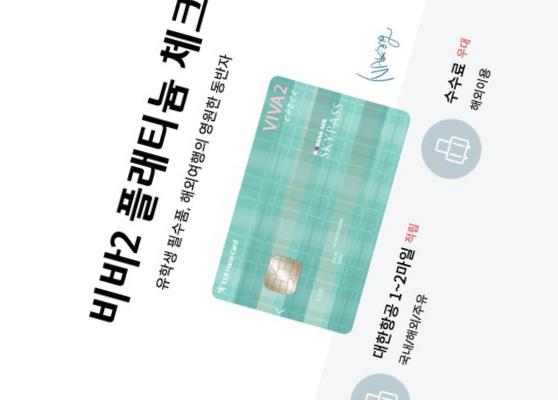 비바2 플래티늄 체크
유학생 필수품, 해외여행의 영원한 동반자
VIVA2
CHECK
KOREAN AIR
SKYPASS
KEB Hana Card
수수료 우대
해외이용
대한항공 1~2마일 적립
국내/해외/주유